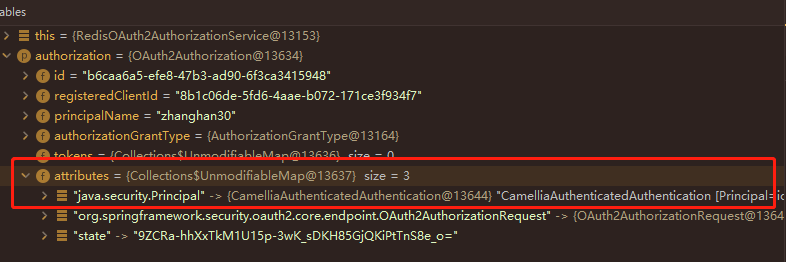 ables
this = {RedisOAuth2AuthorizationService@13153}
authorization = {OAuth2Authorization@13634}
id = "b6caa6a5-efe8-47b3-ad90-6f3ca3415948"
registeredClientId = "8b1c06de-5fd6-4aae-b072-171ce3f934f7"
principalName = "zhanghan30"
authorizationGrantType = {AuthorizationGrantType@13164}
tokens = {Collections$UnmodifiableMap@13636} size = 0
attributes = {Collections$UnmodifiableMap@13637} size = 3
"java.security.Principal" -> {CamelliaAuthenticatedAuthentication@13644} "CamelliaAuthenticatedAuthentication [Principal=ic
"org.springframework.security.oauth2.core.endpoint.OAuth2AuthorizationRequest" -> {OAuth2AuthorizationRequest@1364
"state" -> "9ZCRa-hhXxTkM1U15p-3wK_sDKH85GjQKiPtTnS8e_o="